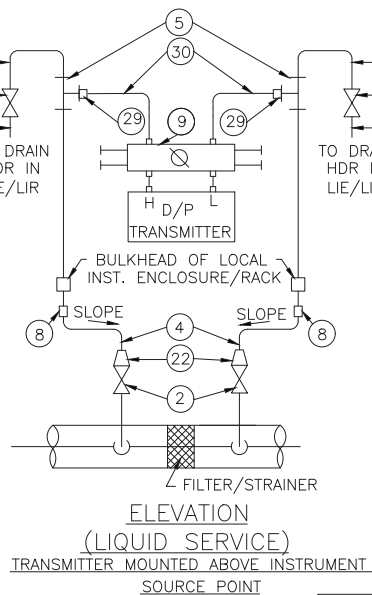 5
30
29
9
29
DRAIN
OR IN
E/LIR
TO DRA
HDR I
LIE/LI
H
L
D/P
TRANSMITTER
BULKHEAD OF LOCAL
INST. ENCLOSURE/RACK
SLOPE
SLOPE
8
4
8
22
2
FILTER/STRAINER
ELEVATION
(LIQUID SERVICE)
TRANSMITTER MOUNTED ABOVE INSTRUMENT
SOURCE POINT